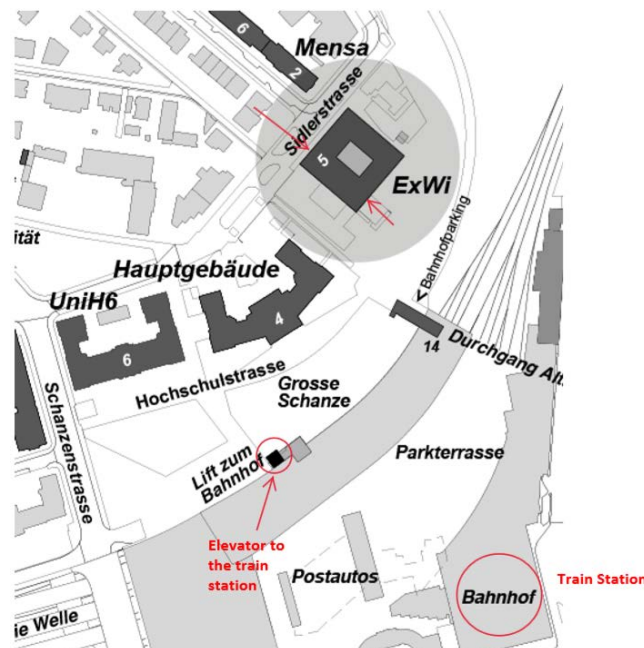 6
Mensa
2
Sidlerstrasse
5
ExWi
ität
Hauptgebäude
UniH6
< Bahnhofparking
4
6
14
Durchgang Alt
Hochschulstrasse
Grosse
Schanze
Schanzenstrasse
Parkterrasse
Lift zum
Bahnhof
Elevator to
the train
station
Postautos
Bahnhof
Train Station
ie Welle